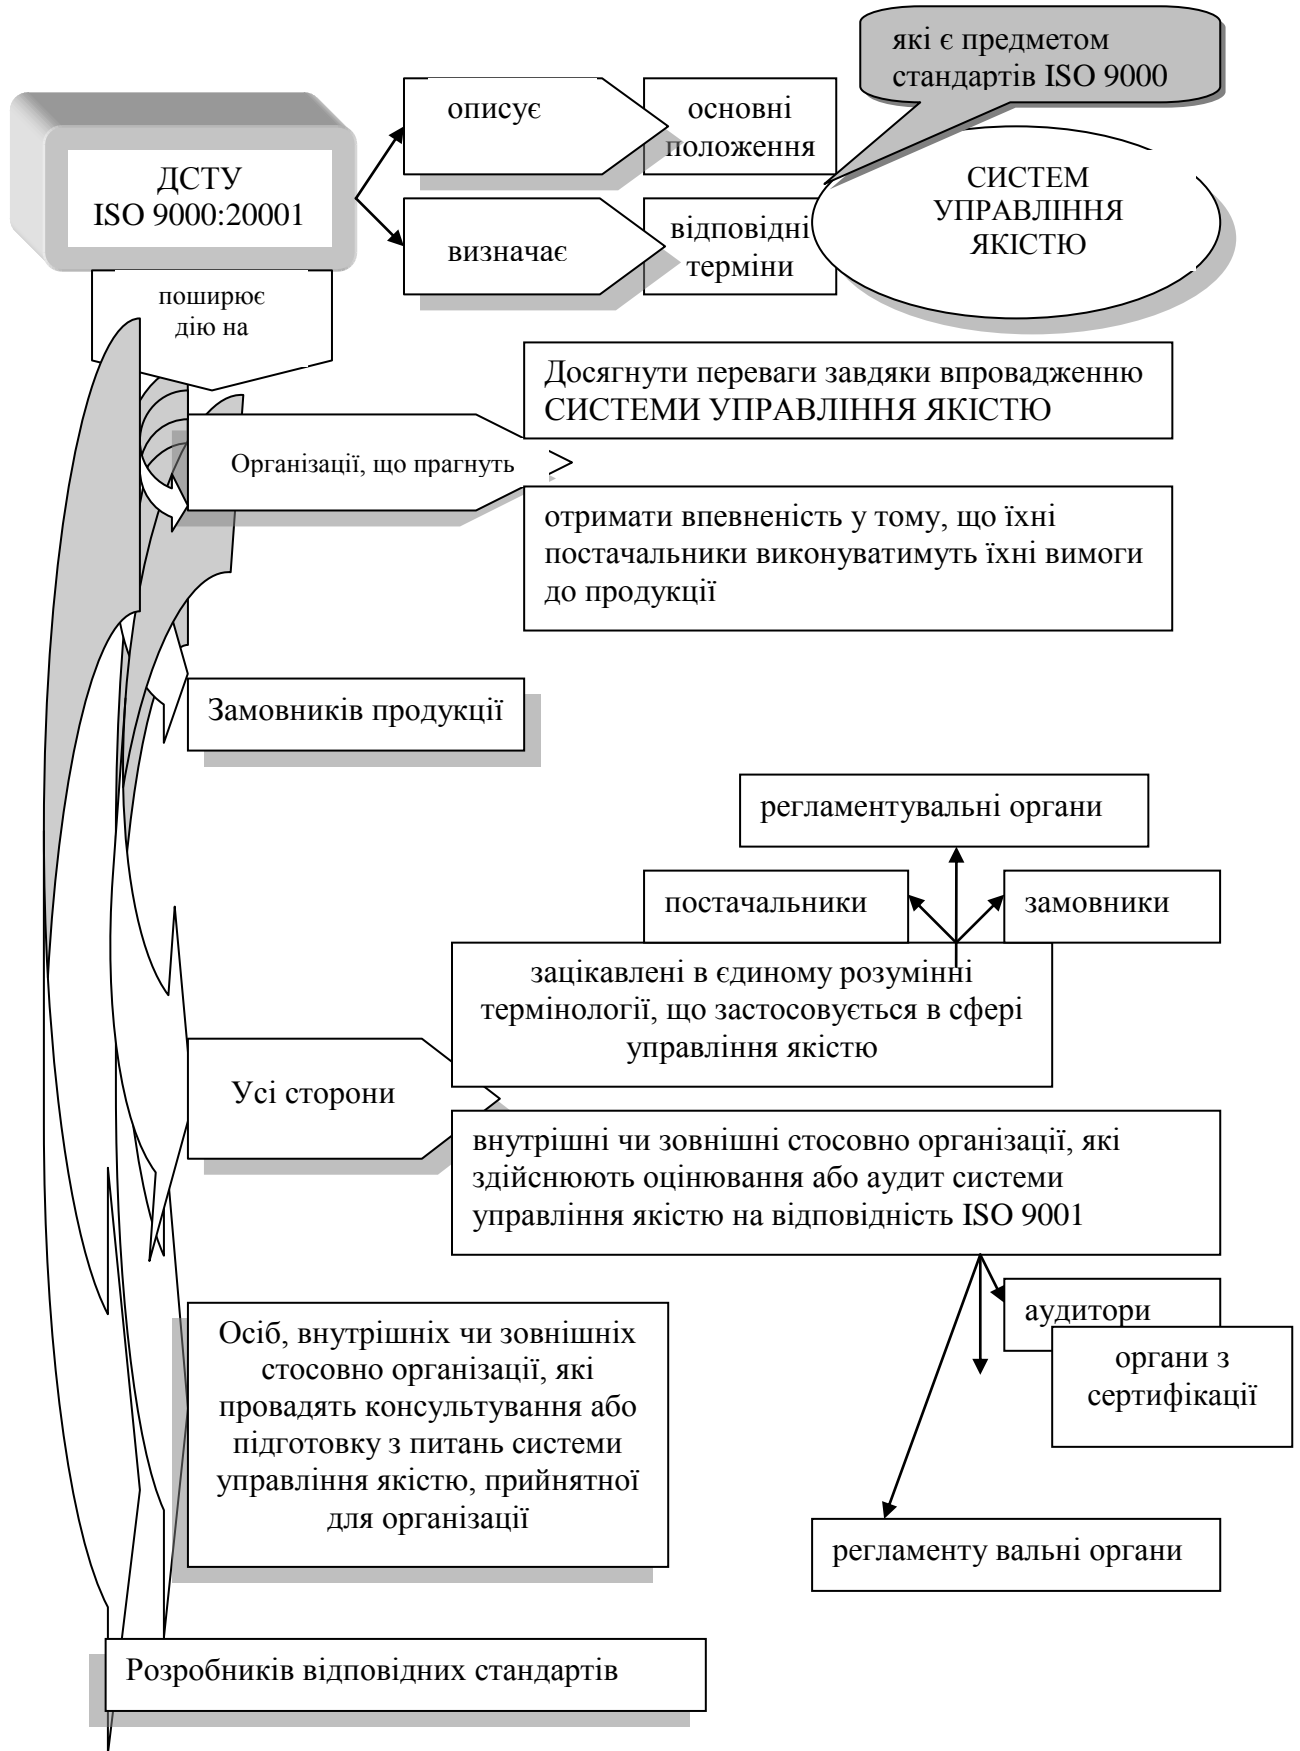 які є предметом
стандартів ISO 9000
описує
основні
положення
ДСТУ
ISO 9000:20001
СИСТЕМ
УПРАВЛІННЯ
ЯКІСТЮ
визначає
відповідні
терміни
поширює
дію на
Досягнути переваги завдяки впровадженню
СИСТЕМИ УПРАВЛІННЯ ЯКІСТЮ
Організації, що прагнуть
отримати впевненість у тому, що їхні
постачальники виконуватимуть їхні вимоги
до продукції
Замовників продукції
регламентувальні органи
постачальники
замовники
зацікавлені в єдиному розумінні
термінології, що застосовується в сфері
управління якістю
Усі сторони
внутрішні чи зовнішні стосовно організації, які
здійснюють оцінювання або аудит системи
управління якістю на відповідність ISO 9001
аудитори
органи з
сертифікації
Осіб, внутрішніх чи зовнішніх
стосовно організації, які
провадять консультування або
підготовку з питань системи
управління якістю, прийнятної
для організації
регламенту вальні органи
Розробників відповідних стандартів